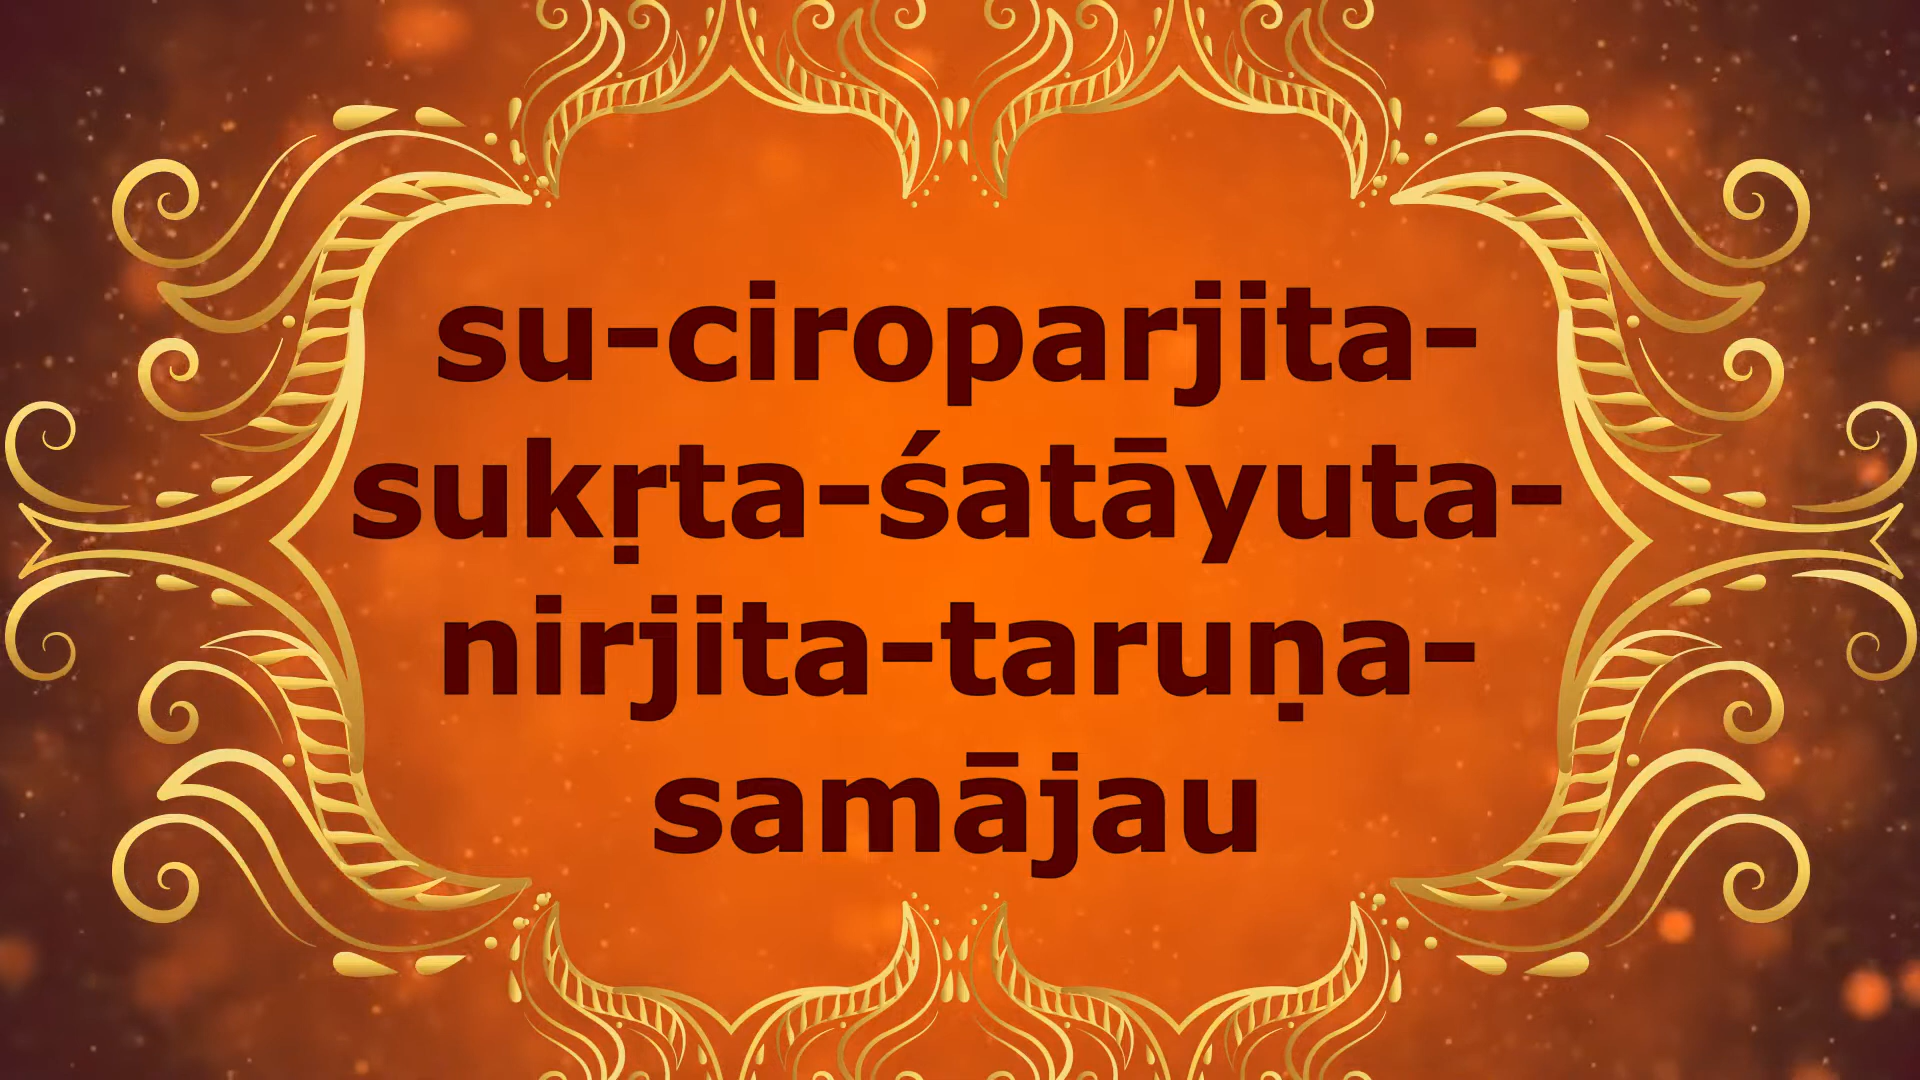 su-ciroparjita-
sukṛta-śatāyuta-
nirjita-taruṇa-
samājau